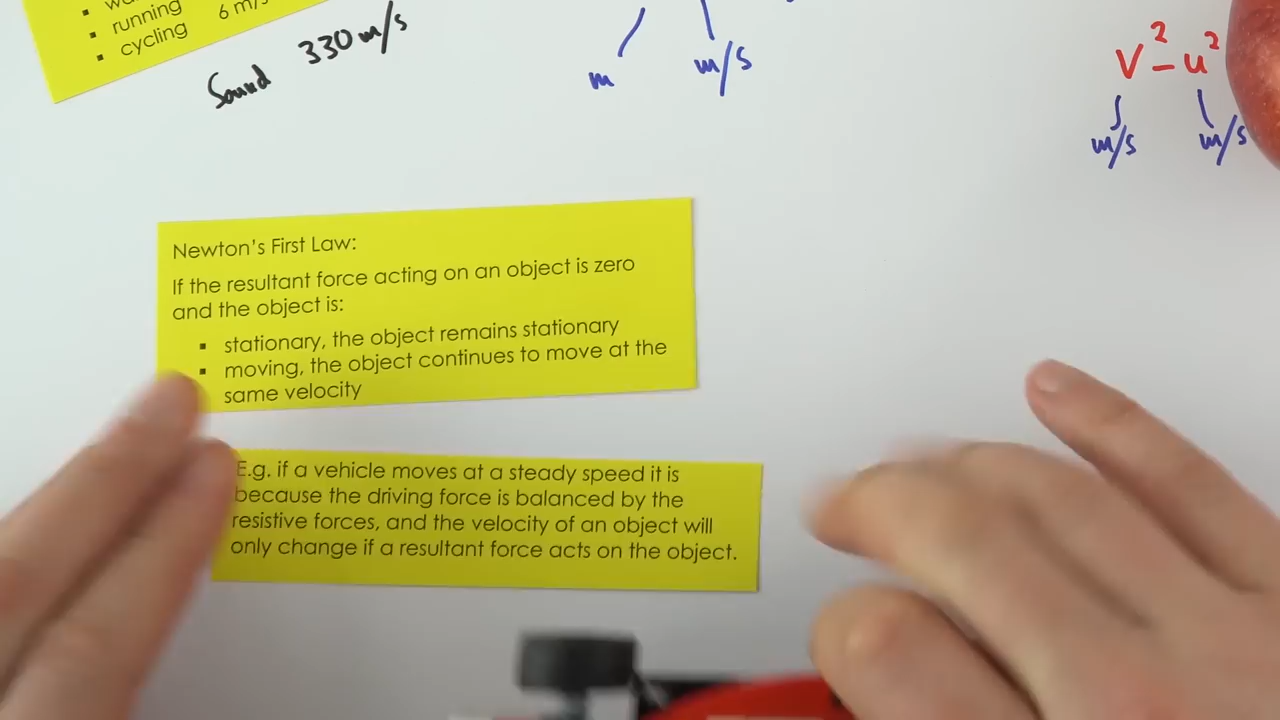 running 6 m/s
cycling
Sound 330 m/s
m m/s
v² - u²
m/s m/s
Newton's First Law:
If the resultant force acting on an object is zero
and the object is:
▪ stationary, the object remains stationary
▪ moving, the object continues to move at the
same velocity
E.g. if a vehicle moves at a steady speed it is
because the driving force is balanced by the
resistive forces, and the velocity of an object will
only change if a resultant force acts on the object.